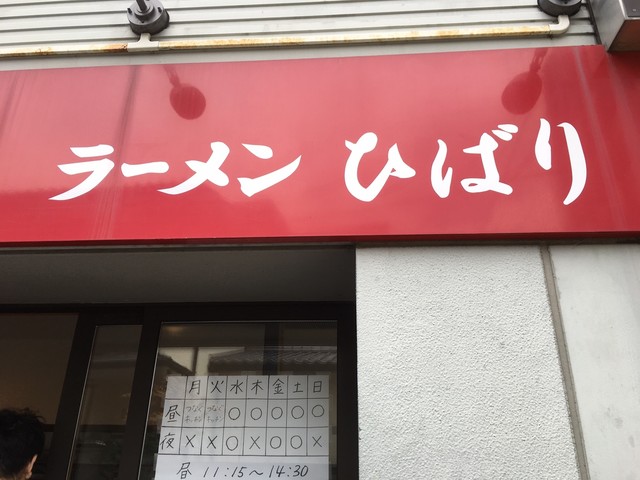 ラーメン ひばり
月 火 水 木 金 土 日
昼 ○ ○ ○ ○ ○
夜 × × ○ × ○ ○ ×
昼 11:15～14:30